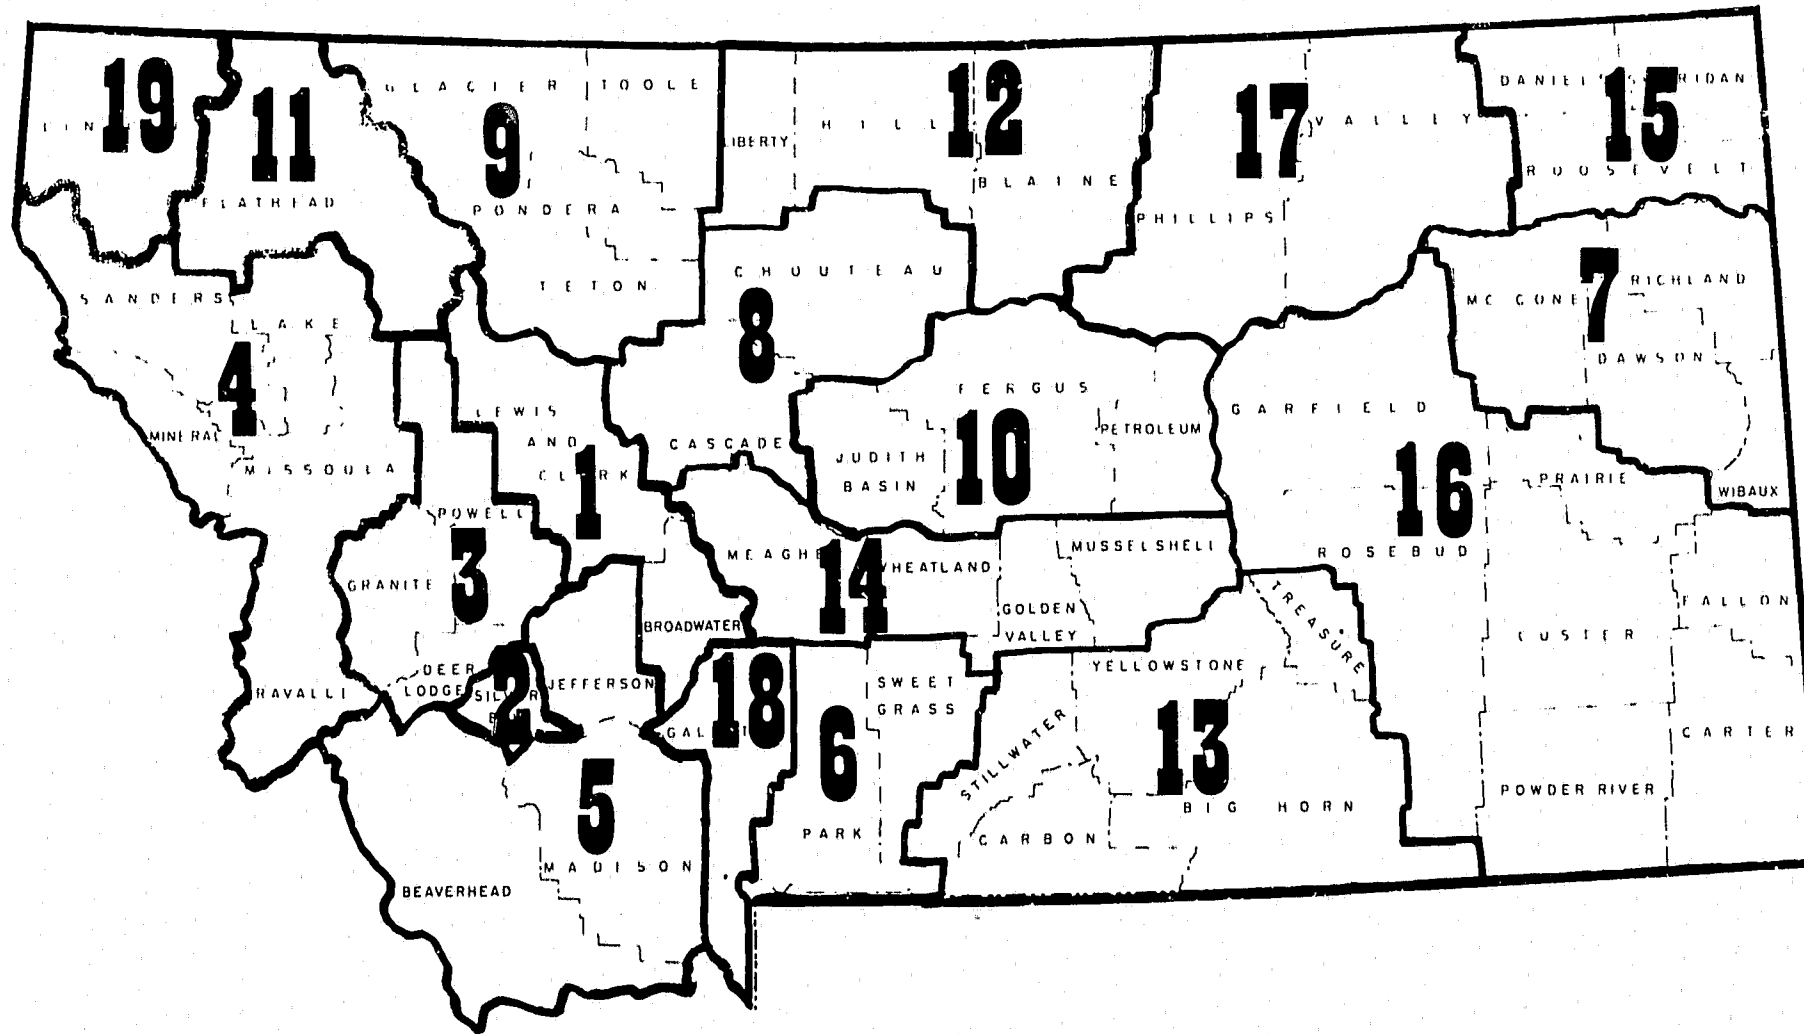 19
11
9
12
17
15
GLACIER
TOOLE
LIBERTY
HILL
BLAINE
PHILLIPS
VALLEY
ROOSEVELT
FLATHEAD
PONDERA
TETON
CHOUTEAU
8
7
MC CONE
RICHLAND
DAWSON
WIBAUX
SANDERS
LAKE
4
MINERAL
MISSOULA
LEWIS
AND
1
CASCADE
FERGUS
JUDITH
BASIN
10
PETROLEUM
GARFIELD
16
PRAIRIE
ROSEBUD
POWELL
3
GRANITE
14
WHEATLAND
MUSSELSHELL
GOLDEN
VALLEY
TREASURE
FALLON
CUSTER
BROADWATER
DEER
LODGE
2
JEFFERSON
RAVALLI
18
SWEET
GRASS
6
PARK
YELLOWSTONE
STILLWATER
13
BIG HORN
CARBON
CARTER
POWDER RIVER
5
MADISON
BEAVERHEAD